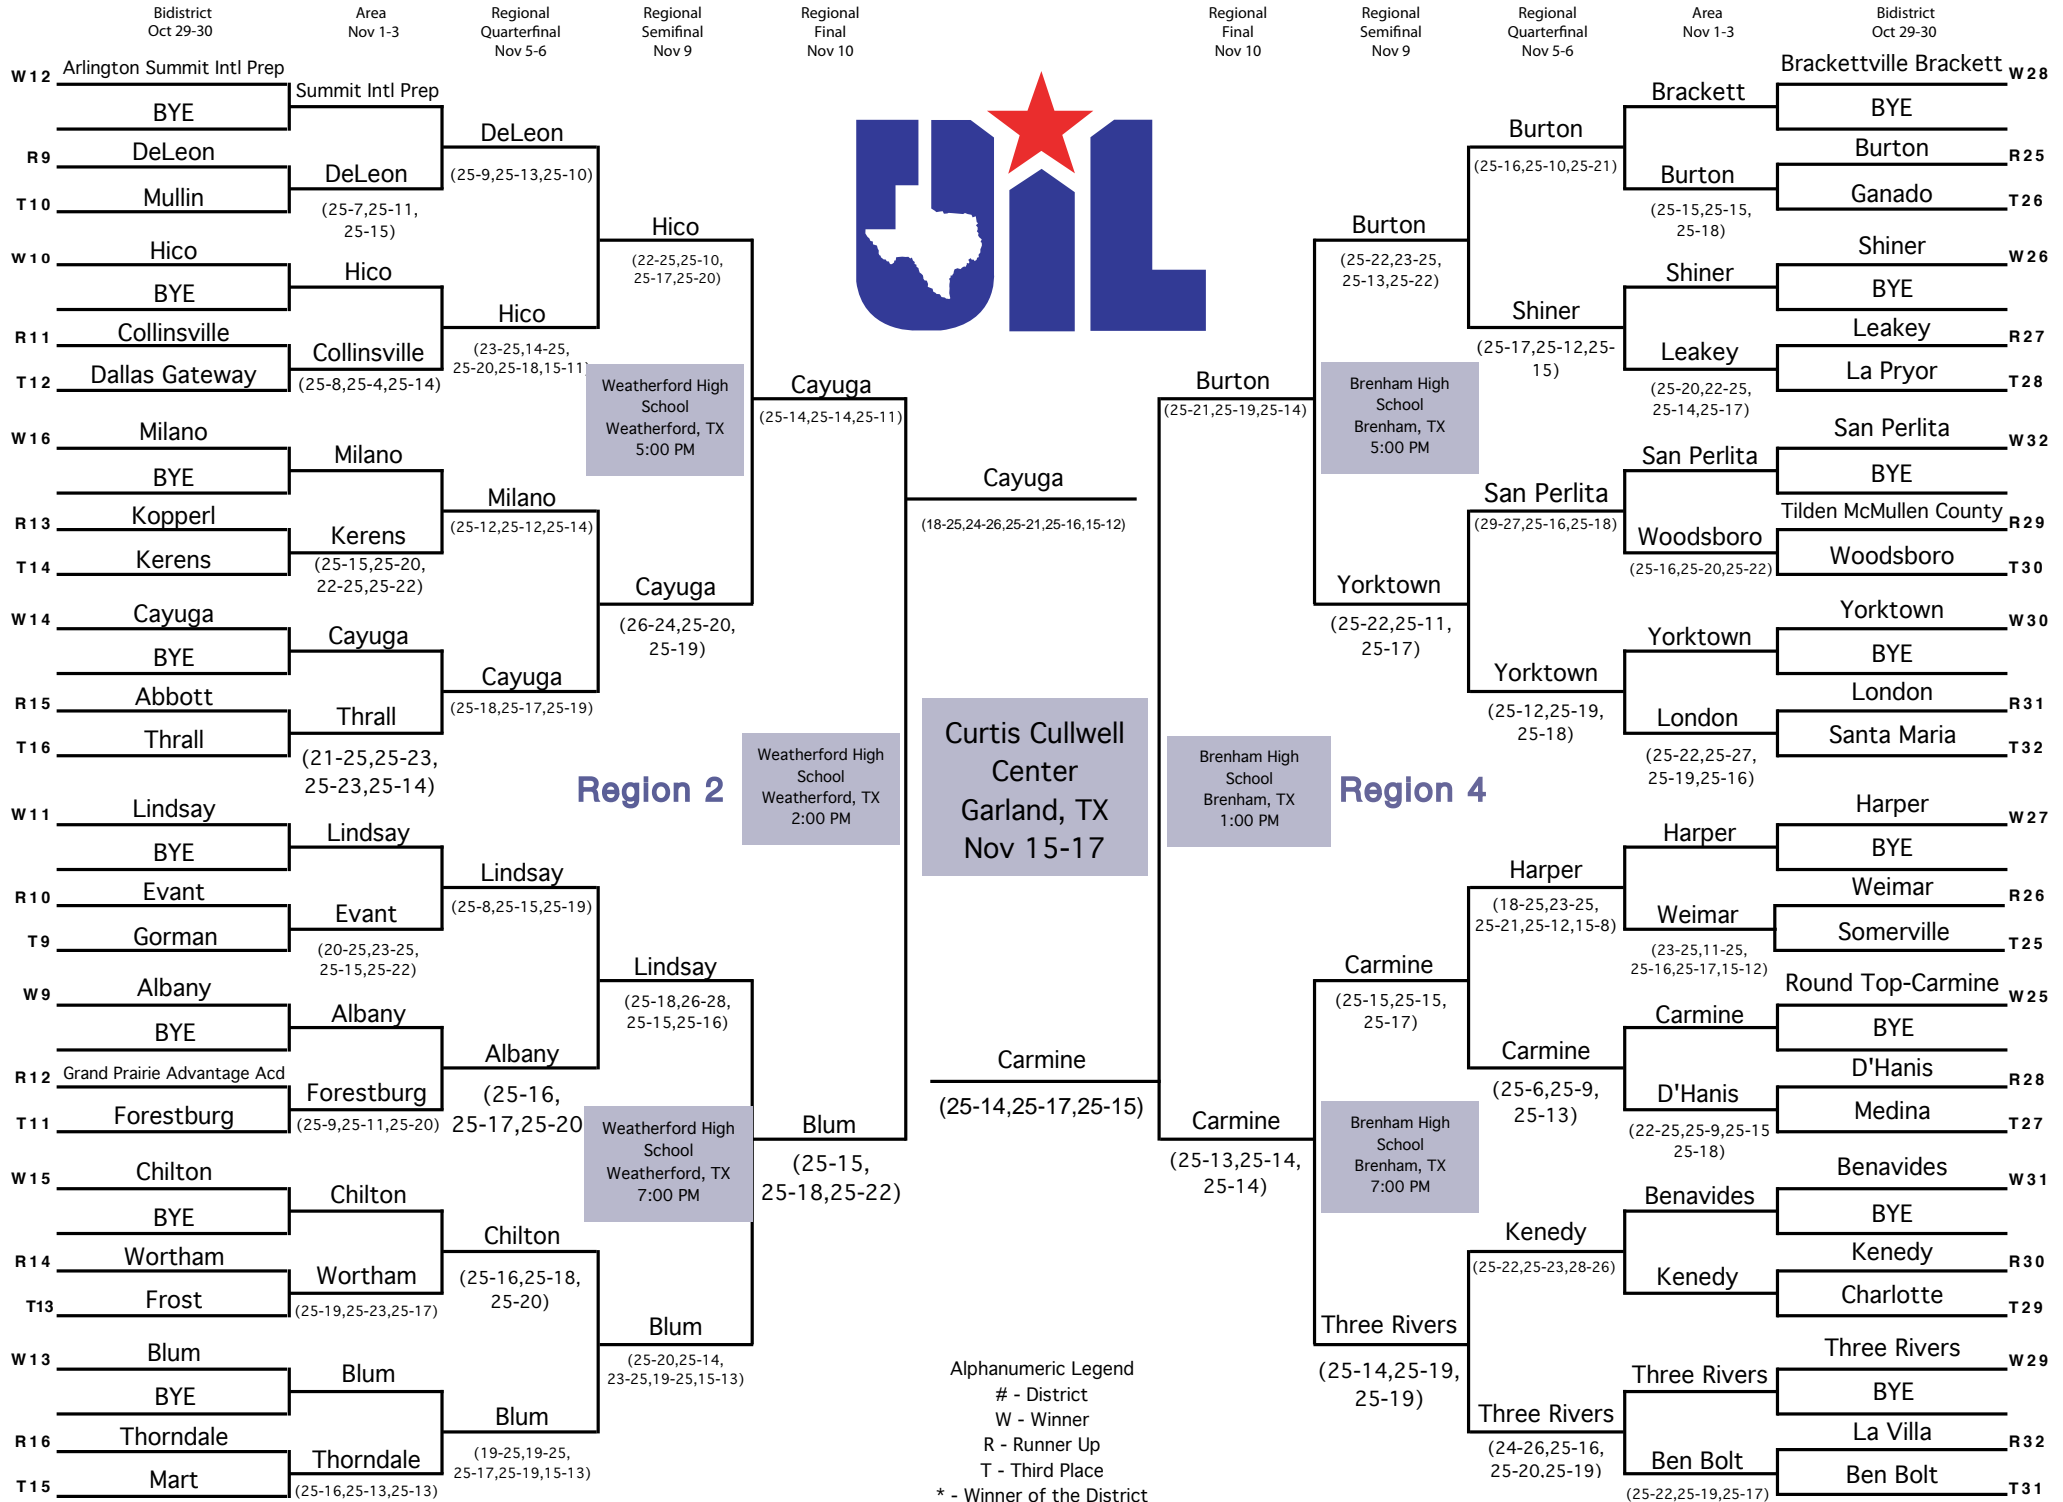 Bidistrict
Oct 29-30
Area
Nov 1-3
Regional
Quarterfinal
Nov 5-6
Regional
Semifinal
Nov 9
Regional
Final
Nov 10
Regional
Final
Nov 10
Regional
Semifinal
Nov 9
Regional
Quarterfinal
Nov 5-6
Area
Nov 1-3
Bidistrict
Oct 29-30
W12 Arlington Summit Intl Prep
BYE
R9 DeLeon
T10 Mullin
W10 Hico
BYE
R11 Collinsville
T12 Dallas Gateway
W16 Milano
BYE
R13 Kopperl
T14 Kerens
W14 Cayuga
BYE
R15 Abbott
T16 Thrall
W11 Lindsay
BYE
R10 Evant
T9 Gorman
W9 Albany
BYE
R12 Grand Prairie Advantage Acd
T11 Forestburg
W15 Chilton
BYE
R14 Wortham
T13 Frost
W13 Blum
BYE
R16 Thorndale
T15 Mart
Summit Intl Prep
DeLeon
(25-7,25-11,
25-15)
Hico
Collinsville
(25-8,25-4,25-14)
Milano
Kerens
(25-15,25-20,
22-25,25-22)
Cayuga
Thrall
(21-25,25-23,
25-23,25-14)
Lindsay
Evant
(20-25,23-25,
25-15,25-22)
Albany
Forestburg
(25-9,25-11,25-20)
Chilton
Wortham
(25-19,25-23,25-17)
Blum
Thorndale
(25-16,25-13,25-13)
DeLeon
(25-9,25-13,25-10)
Hico
(23-25,14-25,
25-20,25-18,15-11)
Milano
(25-12,25-12,25-14)
Cayuga
(25-18,25-17,25-19)
Lindsay
(25-8,25-15,25-19)
Albany
(25-16,
25-17,25-20
Chilton
(25-16,25-18,
25-20)
Blum
(19-25,19-25,
25-17,25-19,15-13)
Hico
(22-25,25-10,
25-17,25-20)
Weatherford High
School
Weatherford, TX
5:00 PM
Cayuga
(26-24,25-20,
25-19)
Region 2
Lindsay
(25-18,26-28,
25-15,25-16)
Weatherford High
School
Weatherford, TX
7:00 PM
Blum
(25-20,25-14,
23-25,19-25,15-13)
Cayuga
(25-14,25-14,25-11)
Weatherford High
School
Weatherford, TX
2:00 PM
Blum
(25-15,
25-18,25-22)
UIL
Cayuga
(18-25,24-26,25-21,25-16,15-12)
Curtis Cullwell
Center
Garland, TX
Nov 15-17
Carmine
(25-14,25-17,25-15)
Alphanumeric Legend
# - District
W - Winner
R - Runner Up
T - Third Place
* - Winner of the District
Burton
(25-21,25-19,25-14)
Brenham High
School
Brenham, TX
1:00 PM
Carmine
(25-13,25-14,
25-14)
Burton
(25-22,23-25,
25-13,25-22)
Brenham High
School
Brenham, TX
5:00 PM
Yorktown
(25-22,25-11,
25-17)
Region 4
Carmine
(25-15,25-15,
25-17)
Brenham High
School
Brenham, TX
7:00 PM
Three Rivers
(25-14,25-19,
25-19)
Burton
(25-16,25-10,25-21)
Shiner
(25-17,25-12,25-
15)
San Perlita
(29-27,25-16,25-18)
Yorktown
(25-12,25-19,
25-18)
Harper
(18-25,23-25,
25-21,25-12,15-8)
Carmine
(25-6,25-9,
25-13)
Kenedy
(25-22,25-23,28-26)
Three Rivers
(24-26,25-16,
25-20,25-19)
Brackett
Burton
(25-15,25-15,
25-18)
Shiner
Leakey
(25-20,22-25,
25-14,25-17)
San Perlita
Woodsboro
(25-16,25-20,25-22)
Yorktown
London
(25-22,25-27,
25-19,25-16)
Harper
Weimar
(23-25,11-25,
25-16,25-17,15-12)
Carmine
D'Hanis
(22-25,25-9,25-15
25-18)
Benavides
Kenedy
Three Rivers
Ben Bolt
(25-22,25-19,25-17)
Brackettville Brackett W28
BYE
Burton R25
Ganado T26
Shiner W26
BYE
Leakey R27
La Pryor T28
San Perlita W32
BYE
Tilden McMullen County R29
Woodsboro T30
Yorktown W30
BYE
London R31
Santa Maria T32
Harper W27
BYE
Weimar R26
Somerville T25
Round Top-Carmine W25
BYE
D'Hanis R28
Medina T27
Benavides W31
BYE
Kenedy R30
Charlotte T29
Three Rivers W29
BYE
La Villa R32
Ben Bolt T31